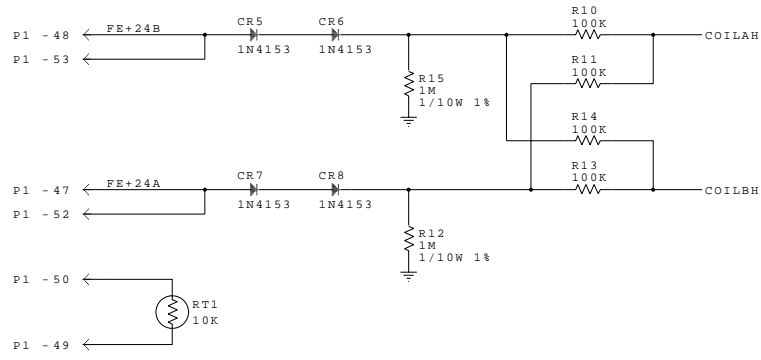 P1 -48
FE+24B
P1 -53
CR5
1N4153
CR6
1N4153
R15
1M
1/10W 1%
R10
100K
R11
100K
R14
100K
R13
100K
COILAH
COILBH
P1 -47
FE+24A
P1 -52
CR7
1N4153
CR8
1N4153
R12
1M
1/10W 1%
P1 -50
RT1
10K
P1 -49